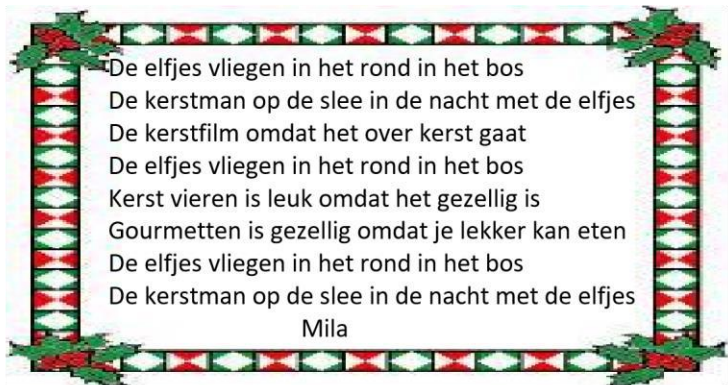 De elfjes vliegen in het rond in het bos
De kerstman op de slee in de nacht met de elfjes
De kerstfilm omdat het over kerst gaat
De elfjes vliegen in het rond in het bos
Kerst vieren is leuk omdat het gezellig is
Gourmetten is gezellig omdat je lekker kan eten
De elfjes vliegen in het rond in het bos
De kerstman op de slee in de nacht met de elfjes
Mila